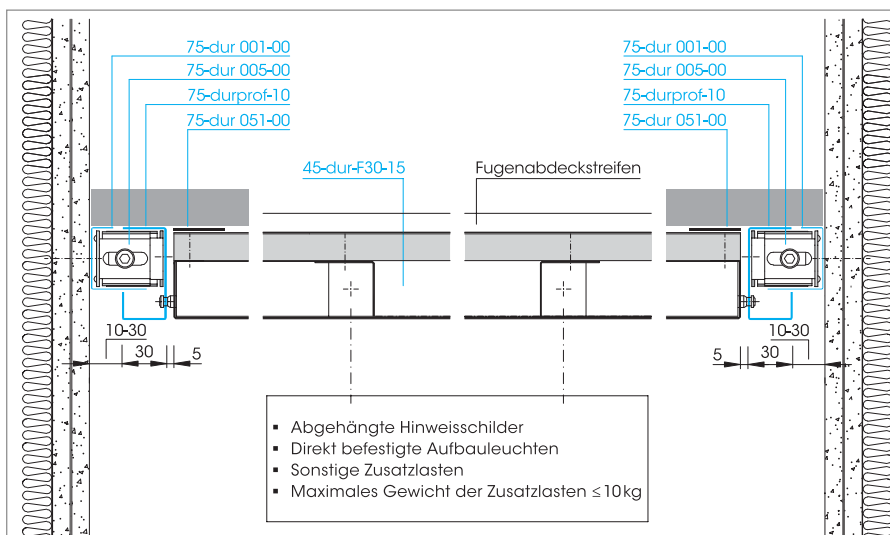 75-dur 001-00
75-dur 005-00
75-durprof-10
75-dur 051-00
75-dur 001-00
75-dur 005-00
75-durprof-10
75-dur 051-00
45-dur-F30-15
Fugenabdeckstreifen
10-30
30
5
10-30
5
30
▪ Abgehängte Hinweisschilder
▪ Direkt befestigte Aufbauleuchten
▪ Sonstige Zusatzlasten
▪ Maximales Gewicht der Zusatzlasten ≤10kg